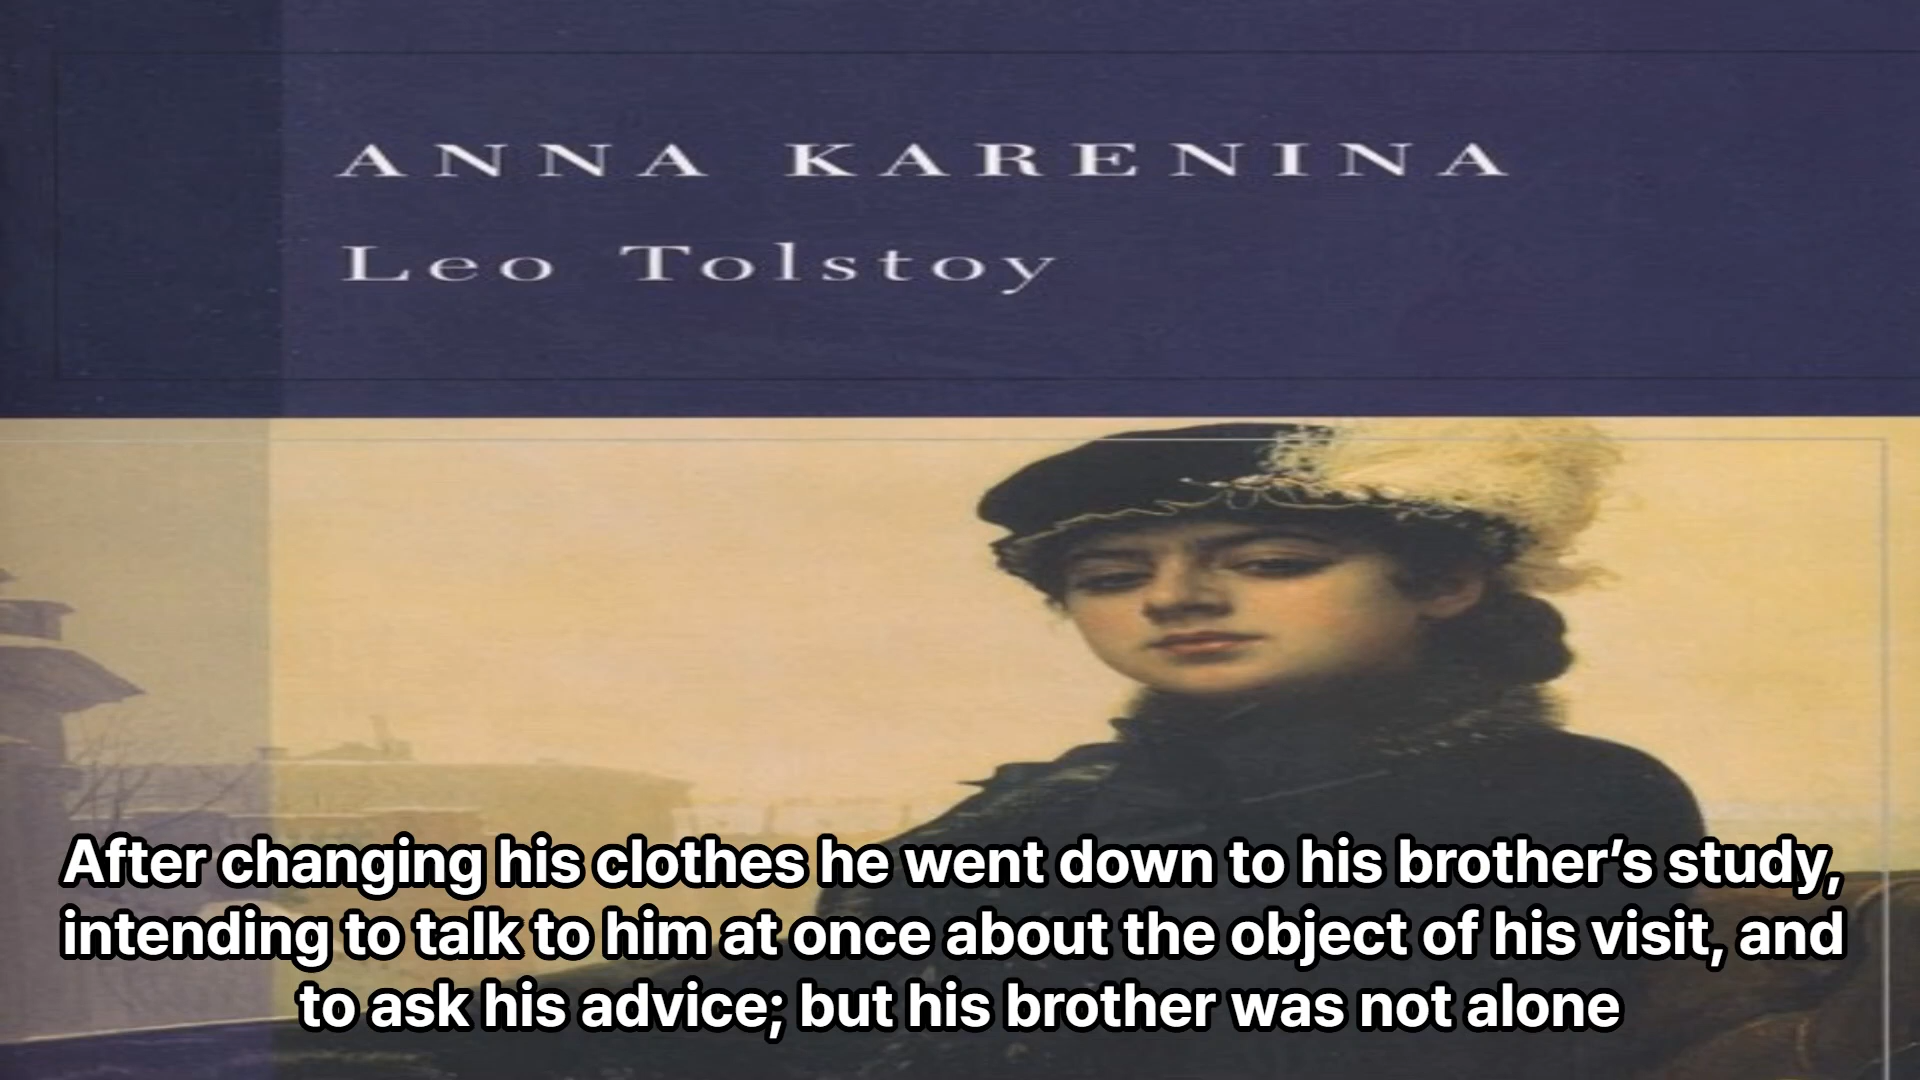 ANNA KARENINA
Leo Tolstoy
After changing his clothes he went down to his brother’s study,
intending to talk to him at once about the object of his visit, and
to ask his advice; but his brother was not alone